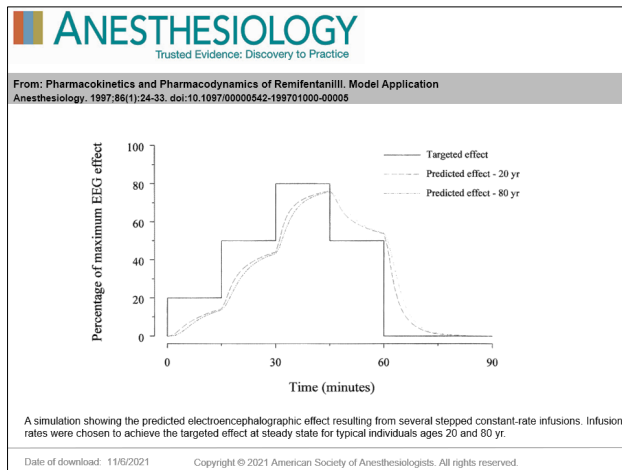 ANESTHESIOLOGY
Trusted Evidence: Discovery to Practice
From: Pharmacokinetics and Pharmacodynamics of RemifentanilII. Model Application
Anesthesiology. 1997;86(1):24-33. doi:10.1097/00000542-199701000-00005
Percentage of maximum EEG effect
100
80
60
40
20
0
Targeted effect
Predicted effect - 20 yr
Predicted effect - 80 yr
0 30 60 90
Time (minutes)
A simulation showing the predicted electroencephalographic effect resulting from several stepped constant-rate infusions. Infusion
rates were chosen to achieve the targeted effect at steady state for typical individuals ages 20 and 80 yr.
Date of download: 11/6/2021 Copyright © 2021 American Society of Anesthesiologists. All rights reserved.